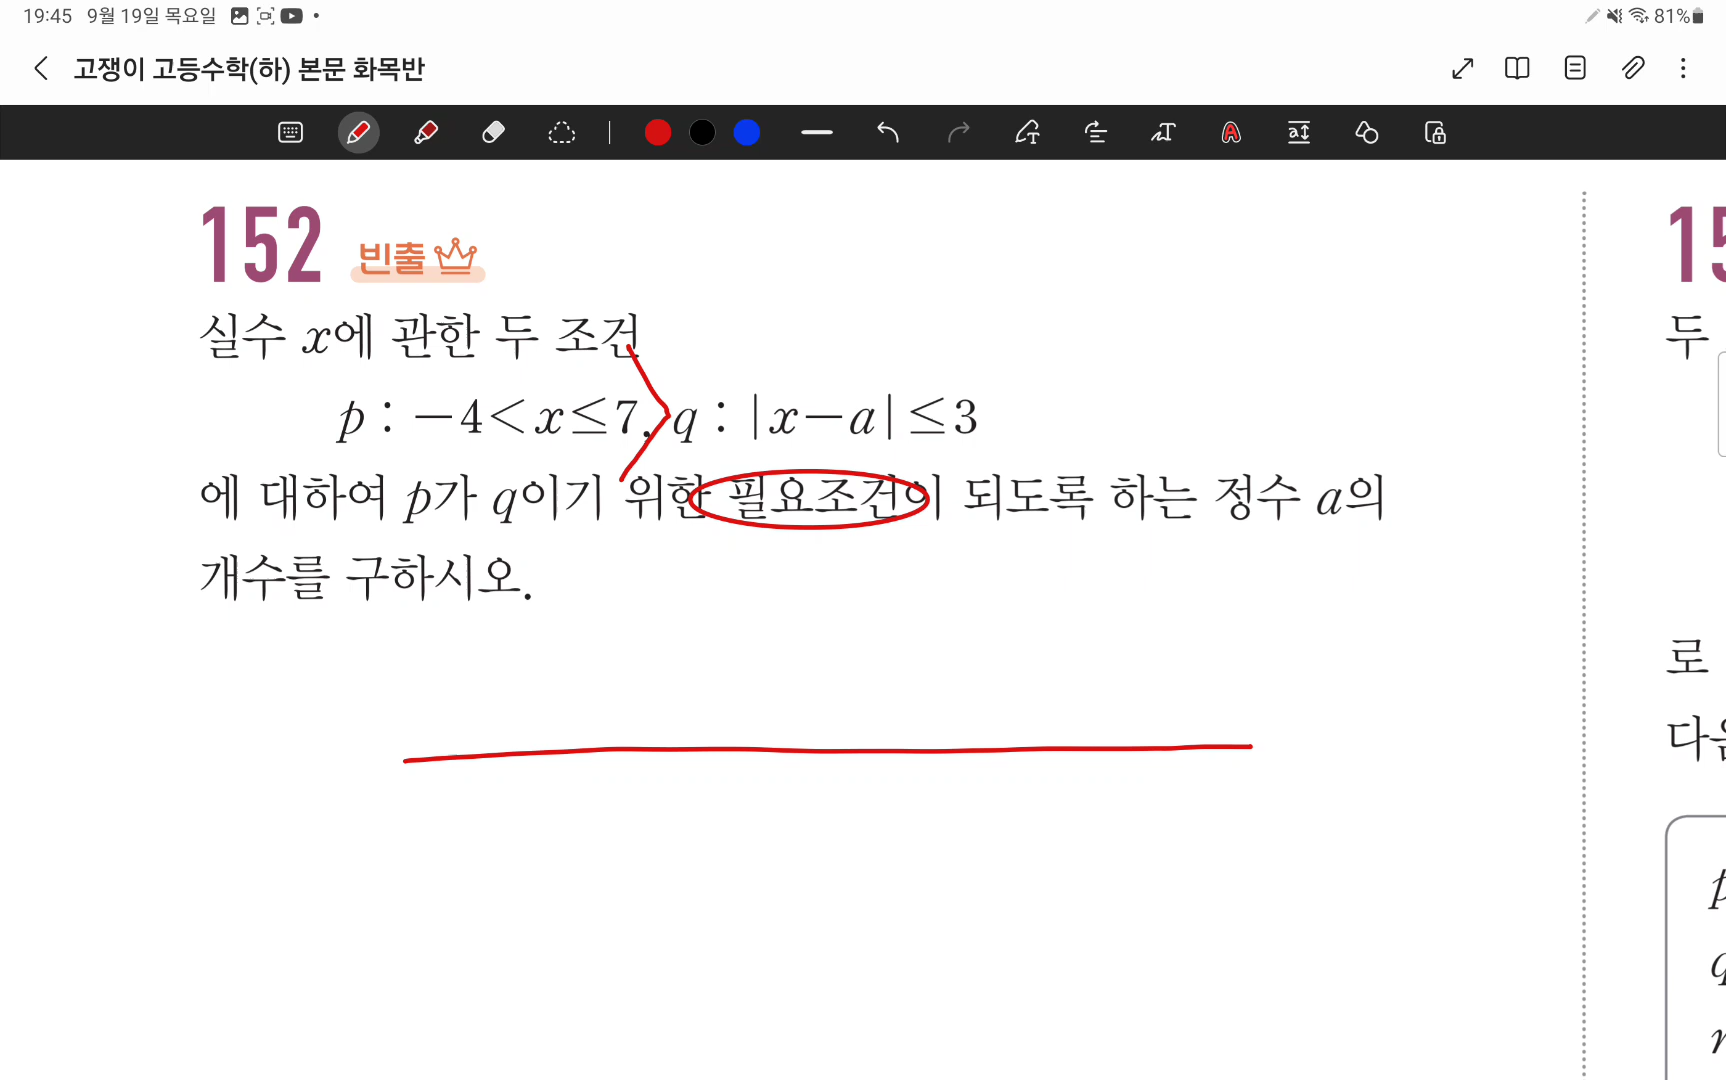 19:45 9월 19일 목요일 81%
고쟁이 고등수학(하) 본문 화목반
152 빈출
실수 x에 관한 두 조건
p : −4<x≤7, q : |x−a|≤3
에 대하여 p가 q이기 위한 필요조건이 되도록 하는 정수 a의
개수를 구하시오.
두
로
p
q